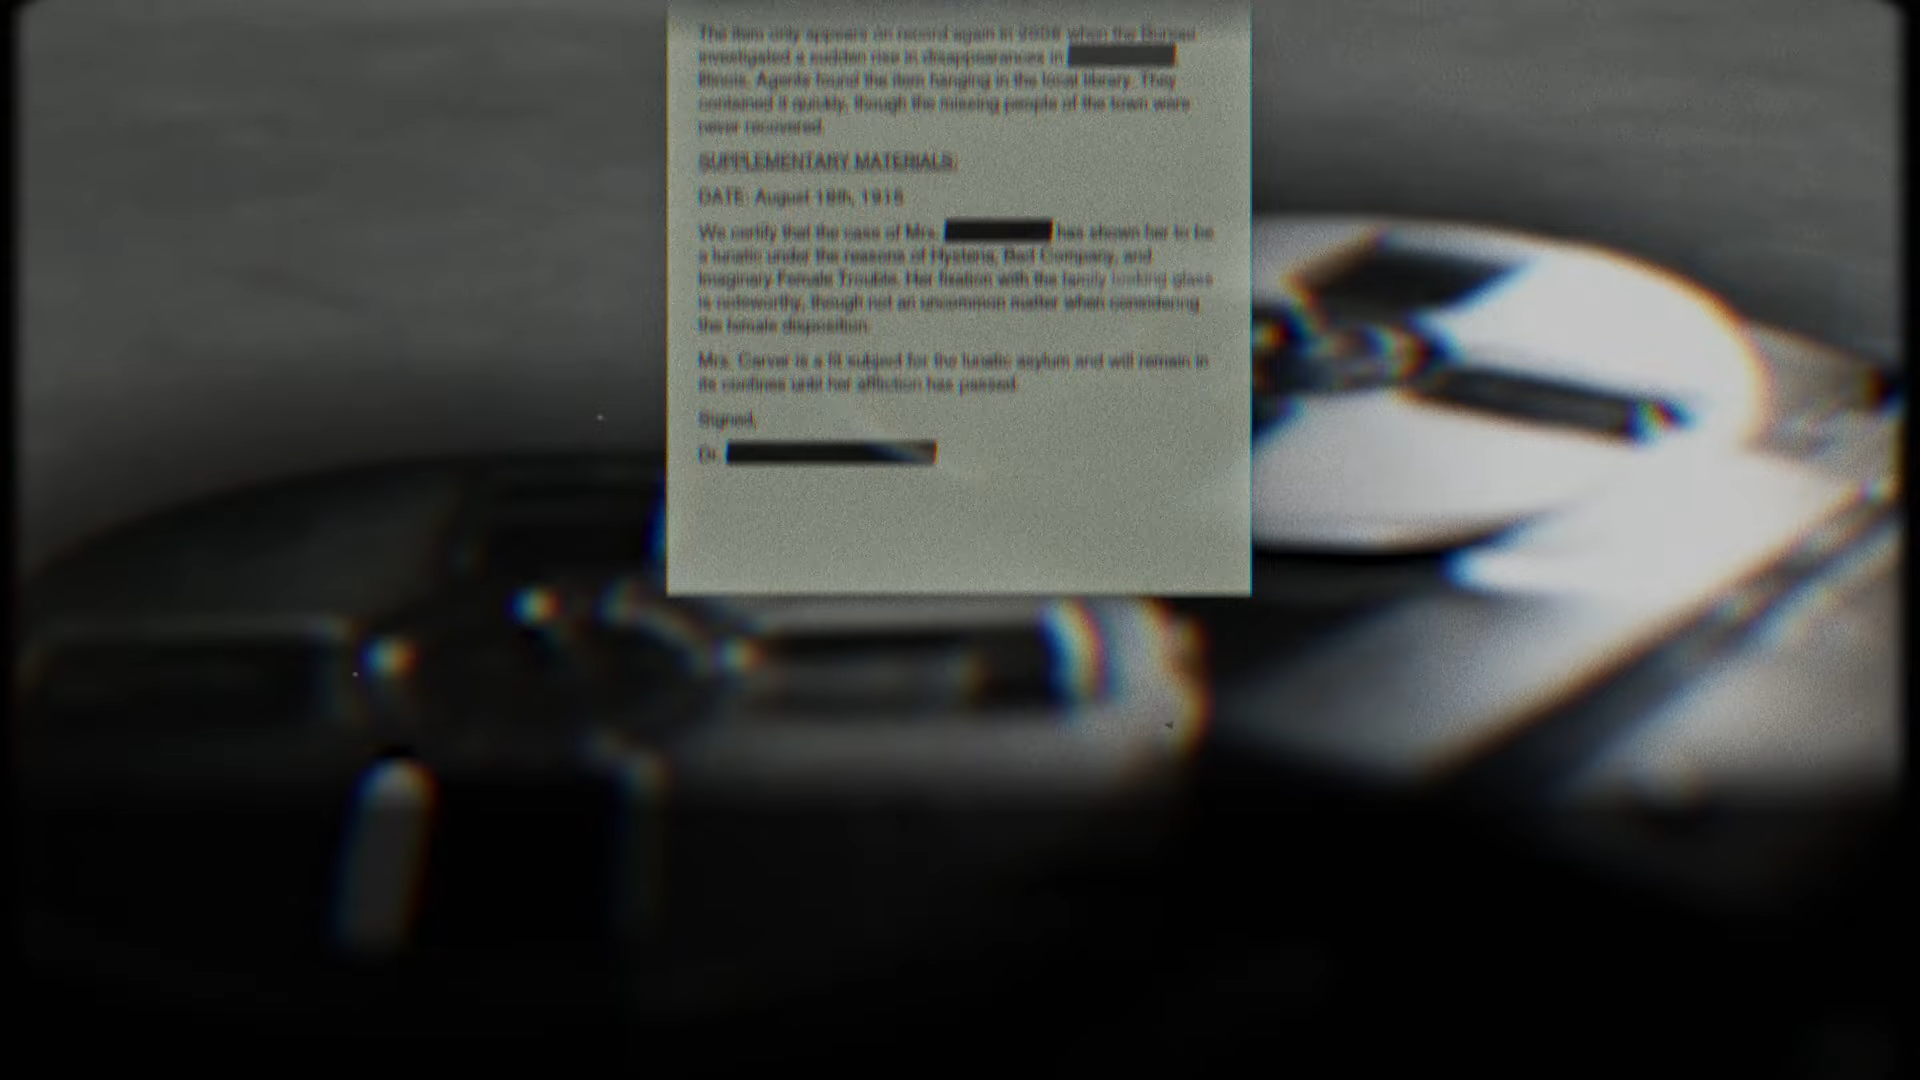 The item only appears on record again in when the Bureau
investigated a sudden rise in disappearances in
Illinois. Agents found the item hanging in the local library. They
contained it quickly, though the missing people of the town were
never recovered.
SUPPLEMENTARY MATERIALS:
DATE: August 18th,
We certify that the case of Mrs. has shown her to be
a lunatic under the reasons of Hysteria, Bad Company, and
Imaginary Female Trouble. Her fixation with the family looking glass
is noteworthy, though not an uncommon matter when considering
the female disposition.
Mrs. Carver is a fit subject for the lunatic asylum and will remain in
its confines until her affliction has passed.
Signed,
Dr.